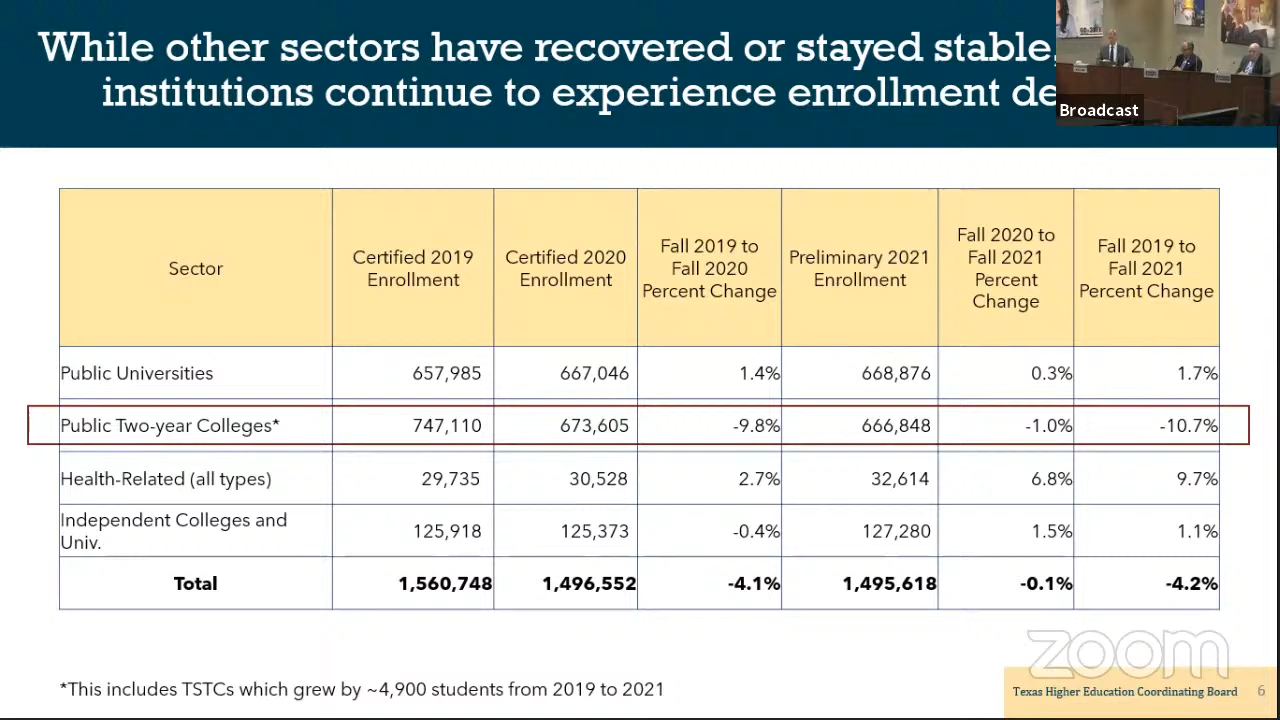 While other sectors have recovered or stayed stable,
institutions continue to experience enrollment
Broadcast
Sector
Certified 2019
Enrollment
Certified 2020
Enrollment
Fall 2019 to
Fall 2020
Percent Change
Preliminary 2021
Enrollment
Fall 2020 to
Fall 2021
Percent
Change
Fall 2019 to
Fall 2021
Percent Change
Public Universities 657,985 667,046 1.4% 668,876 0.3% 1.7%
Public Two-year Colleges* 747,110 673,605 -9.8% 666,848 -1.0% -10.7%
Health-Related (all types) 29,735 30,528 2.7% 32,614 6.8% 9.7%
Independent Colleges and
Univ. 125,918 125,373 -0.4% 127,280 1.5% 1.1%
Total 1,560,748 1,496,552 -4.1% 1,495,618 -0.1% -4.2%
zoom
*This includes TSTCs which grew by ~4,900 students from 2019 to 2021
Texas Higher Education Coordinating Board 6